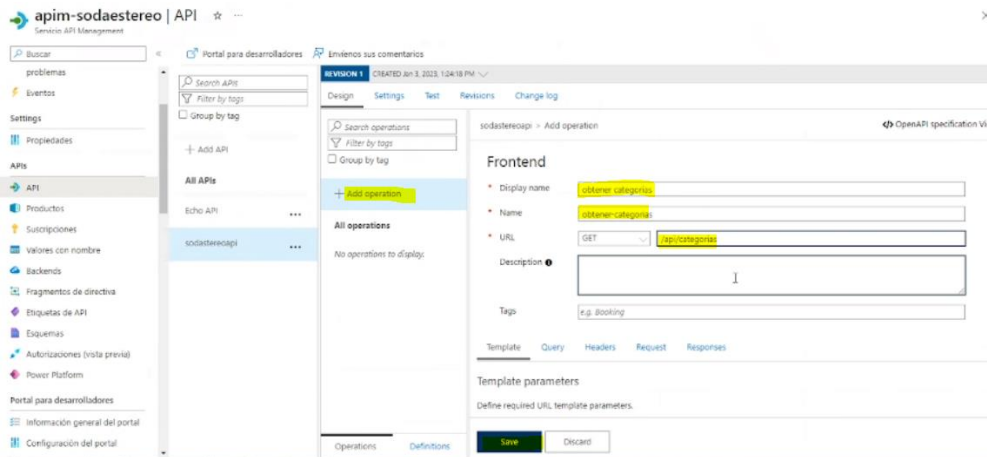 apim-sodaestereo | API
Servicio API Management
Buscar
problemas
Eventos
Settings
Propiedades
APIs
API
Productos
Suscripciones
Valores con nombre
Backends
Fragmentos de directiva
Etiquetas de API
Esquemas
Autorizaciones (vista previa)
Power Platform
Portal para desarrolladores
Información general del portal
Configuración del portal
Portal para desarrolladores
Envíenos sus comentarios
Search APIs
Filter by tags
Group by tag
+ Add API
All APIs
Echo API
sodastereoapi
REVISION 1 CREATED Jan 3, 2023, 1:24:18 PM
Design Settings Test Revisions Change log
Search operations
Filter by tags
Group by tag
+ Add operation
All operations
No operations to display.
Operations Definitions
sodastereoapi > Add operation
</> OpenAPI specification Vi
Frontend
* Display name obtener categorias
* Name obtener-categorias
* URL GET /api/categorias
Description
Tags e.g. Booking
Template Query Headers Request Responses
Template parameters
Define required URL template parameters.
Save Discard